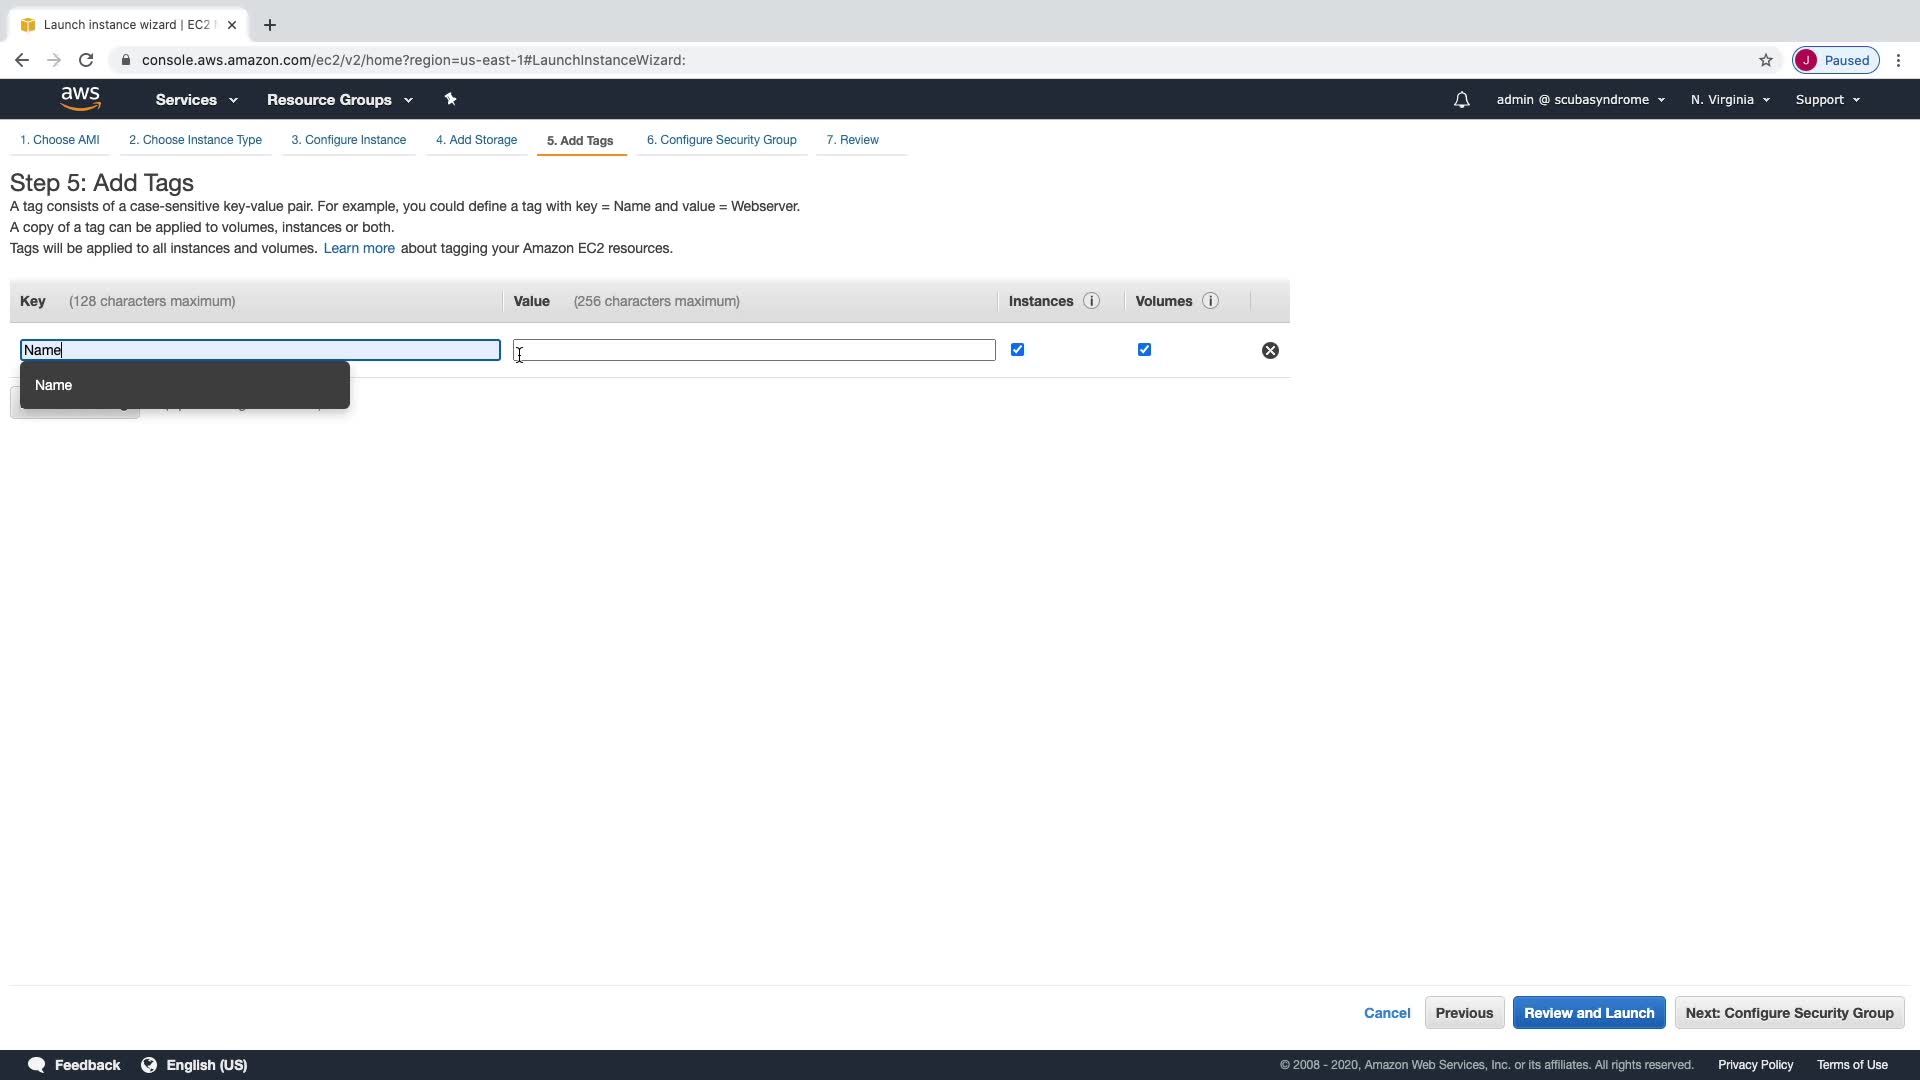 Launch instance wizard | EC2
console.aws.amazon.com/ec2/v2/home?region=us-east-1#LaunchInstanceWizard:
J Paused
aws Services Resource Groups admin @ scubasyndrome N. Virginia Support
1. Choose AMI 2. Choose Instance Type 3. Configure Instance 4. Add Storage 5. Add Tags 6. Configure Security Group 7. Review
Step 5: Add Tags
A tag consists of a case-sensitive key-value pair. For example, you could define a tag with key = Name and value = Webserver.
A copy of a tag can be applied to volumes, instances or both.
Tags will be applied to all instances and volumes. Learn more about tagging your Amazon EC2 resources.
Key (128 characters maximum) Value (256 characters maximum) Instances i Volumes i
Name
Name
Cancel Previous Review and Launch Next: Configure Security Group
Feedback English (US) © 2008 - 2020, Amazon Web Services, Inc. or its affiliates. All rights reserved. Privacy Policy Terms of Use